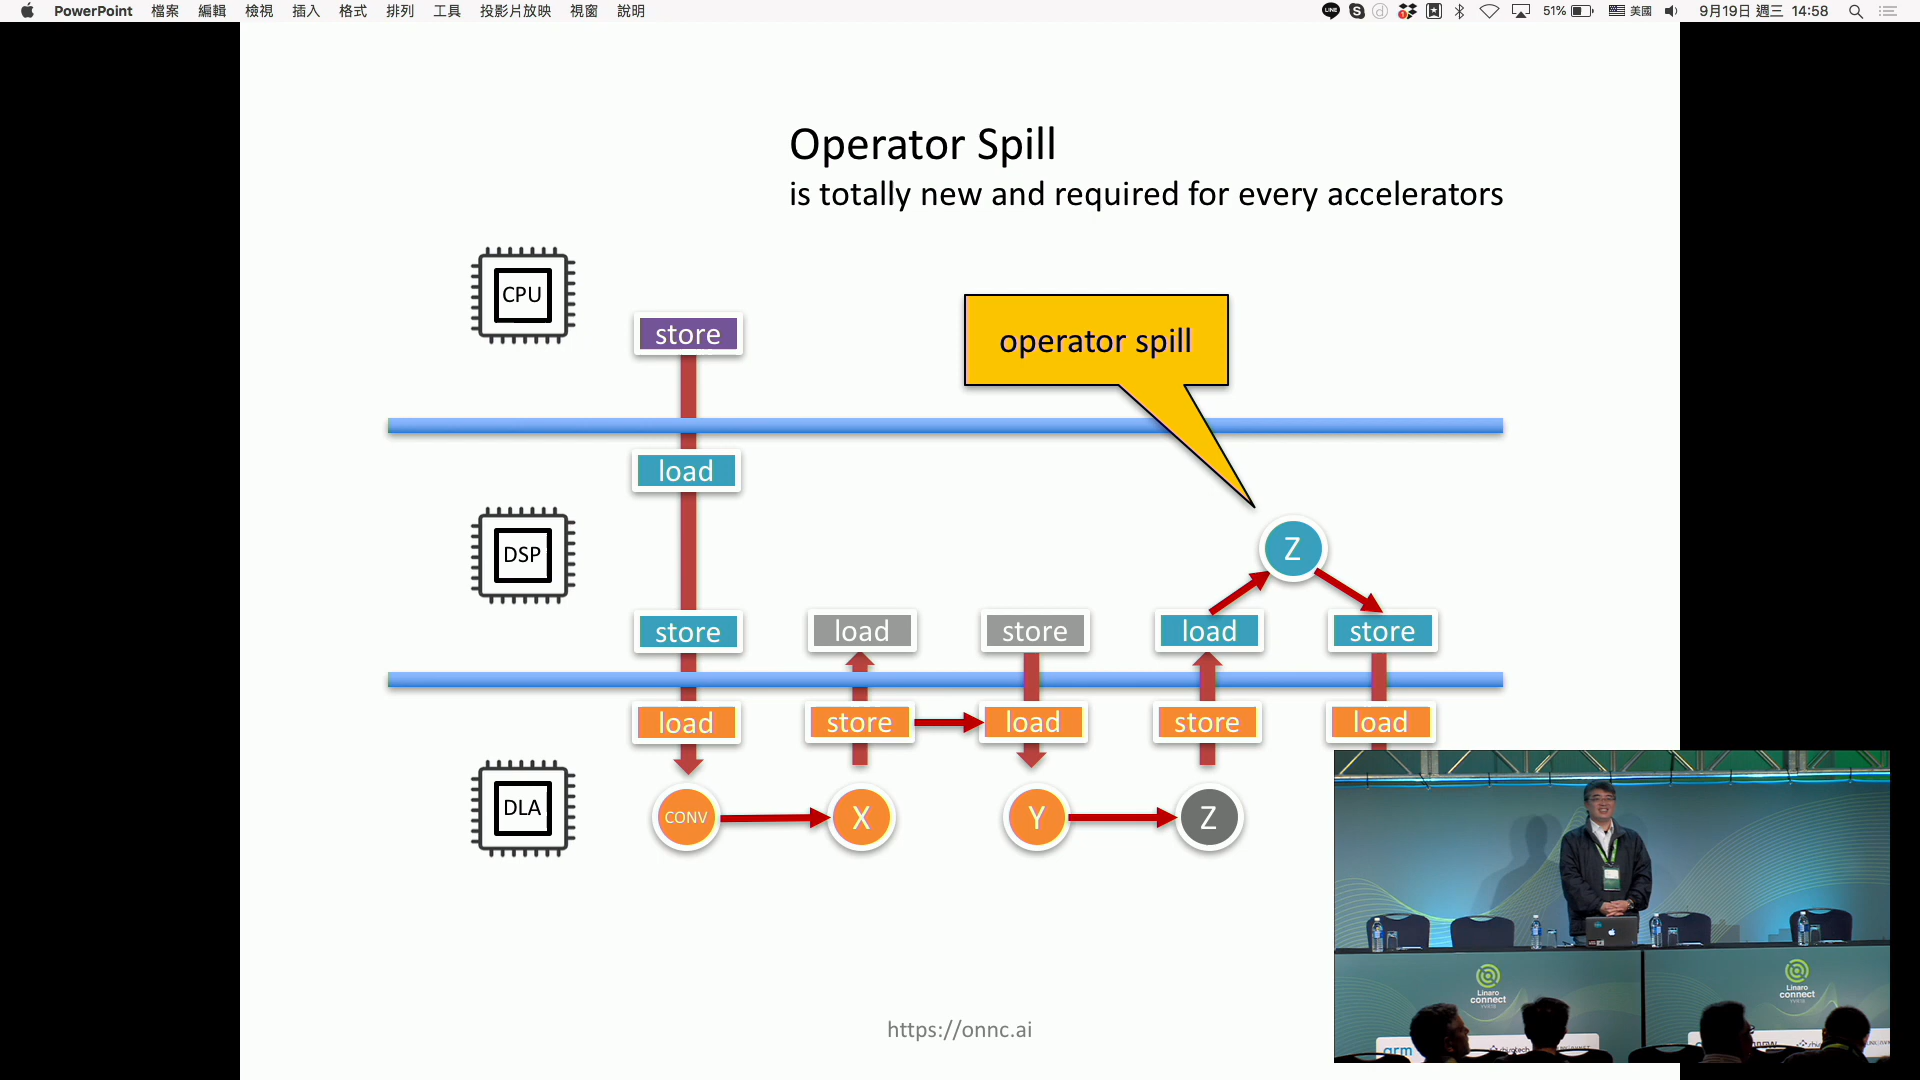 PowerPoint 檔案 編輯 檢視 插入 格式 排列 工具 投影片放映 視窗 說明 51% 美國 9月19日 週三 14:58
Operator Spill
is totally new and required for every accelerators
CPU
store
operator spill
load
DSP
Z
store load store load store
load store load store load
DLA
CONV X Y Z
Linaro
connect
Linaro
connect
arm
https://onnc.ai